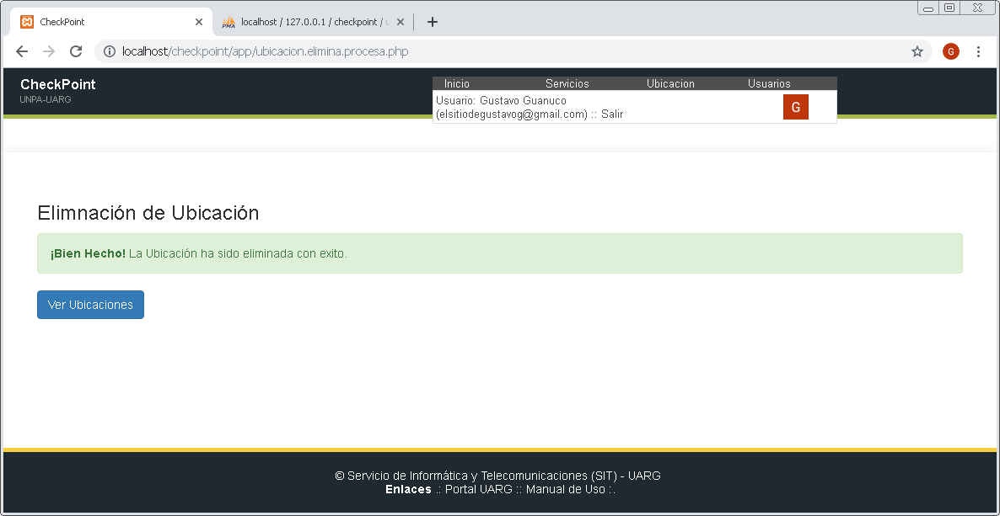 CheckPoint
localhost / 127.0.0.1 / checkpoint /
localhost/checkpoint/app/ubicacion.elimina.procesa.php
G
CheckPoint
UNPA-UARG
Inicio Servicios Ubicacion Usuarios
Usuario: Gustavo Guanuco
(elsitiodegustavog@gmail.com) :: Salir
G
Elimnación de Ubicación
¡Bien Hecho! La Ubicación ha sido eliminada con exito.
Ver Ubicaciones
© Servicio de Informática y Telecomunicaciones (SIT) - UARG
Enlaces .: Portal UARG :: Manual de Uso :.